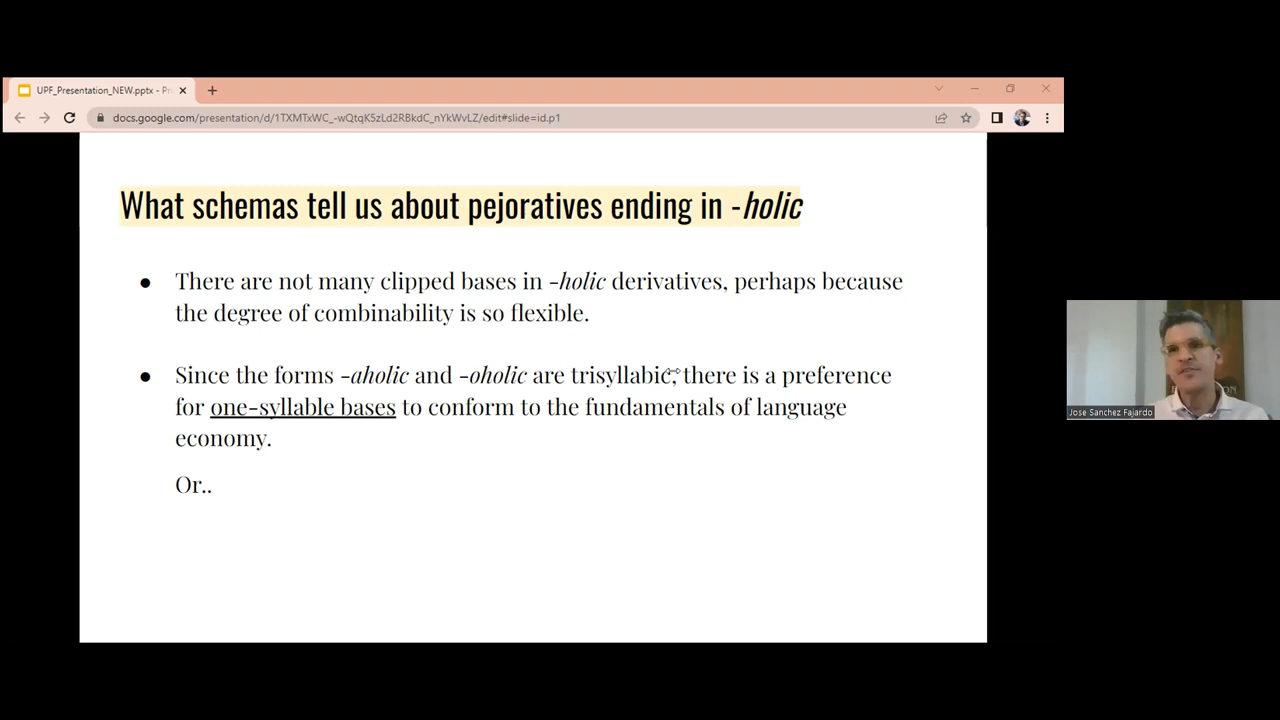 UPF_Presentation_NEW.pptx - Pr
docs.google.com/presentation/d/1TXMTxWC_-wQtqK5zLd2RBkdC_nYkWvLZ/edit#slide=id.p1
What schemas tell us about pejoratives ending in -holic
● There are not many clipped bases in -holic derivatives, perhaps because
the degree of combinability is so flexible.
● Since the forms -aholic and -oholic are trisyllabic, there is a preference
for one-syllable bases to conform to the fundamentals of language
economy.
Or..
Jose Sanchez Fajardo